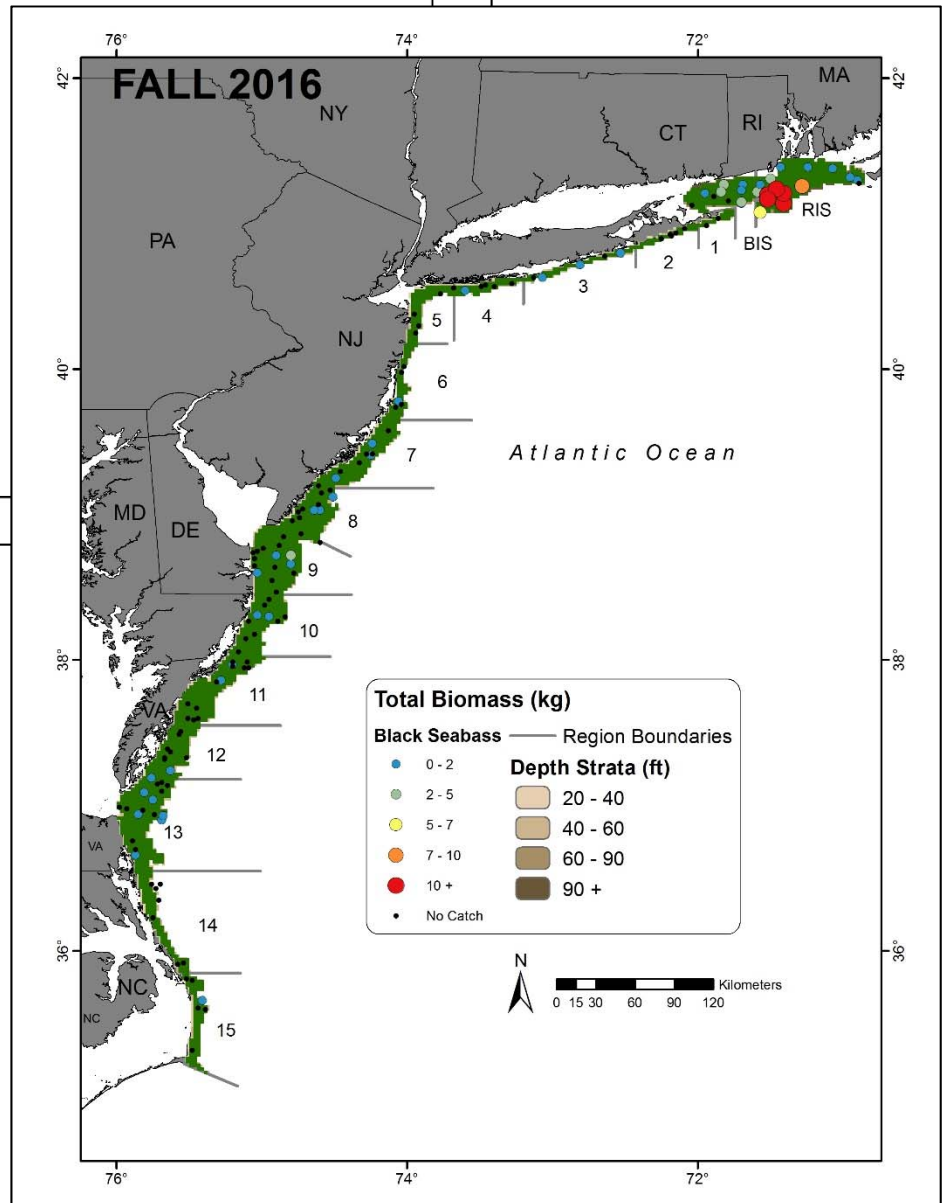 76° 74° 72°
FALL 2016
42° 42°
MA
NY
CT RI
PA
RIS
BIS
1
2
3
4
5
NJ
40° 40°
6
7
Atlantic Ocean
MD DE
8
9
10
38° 38°
11
VA
12
13
VA
14
36° 36°
NC
NC
15
Total Biomass (kg)
Black Seabass
0 - 2
2 - 5
5 - 7
7 - 10
10 +
No Catch
Region Boundaries
Depth Strata (ft)
20 - 40
40 - 60
60 - 90
90 +
N
Kilometers
0 15 30 60 90 120
76° 74° 72°